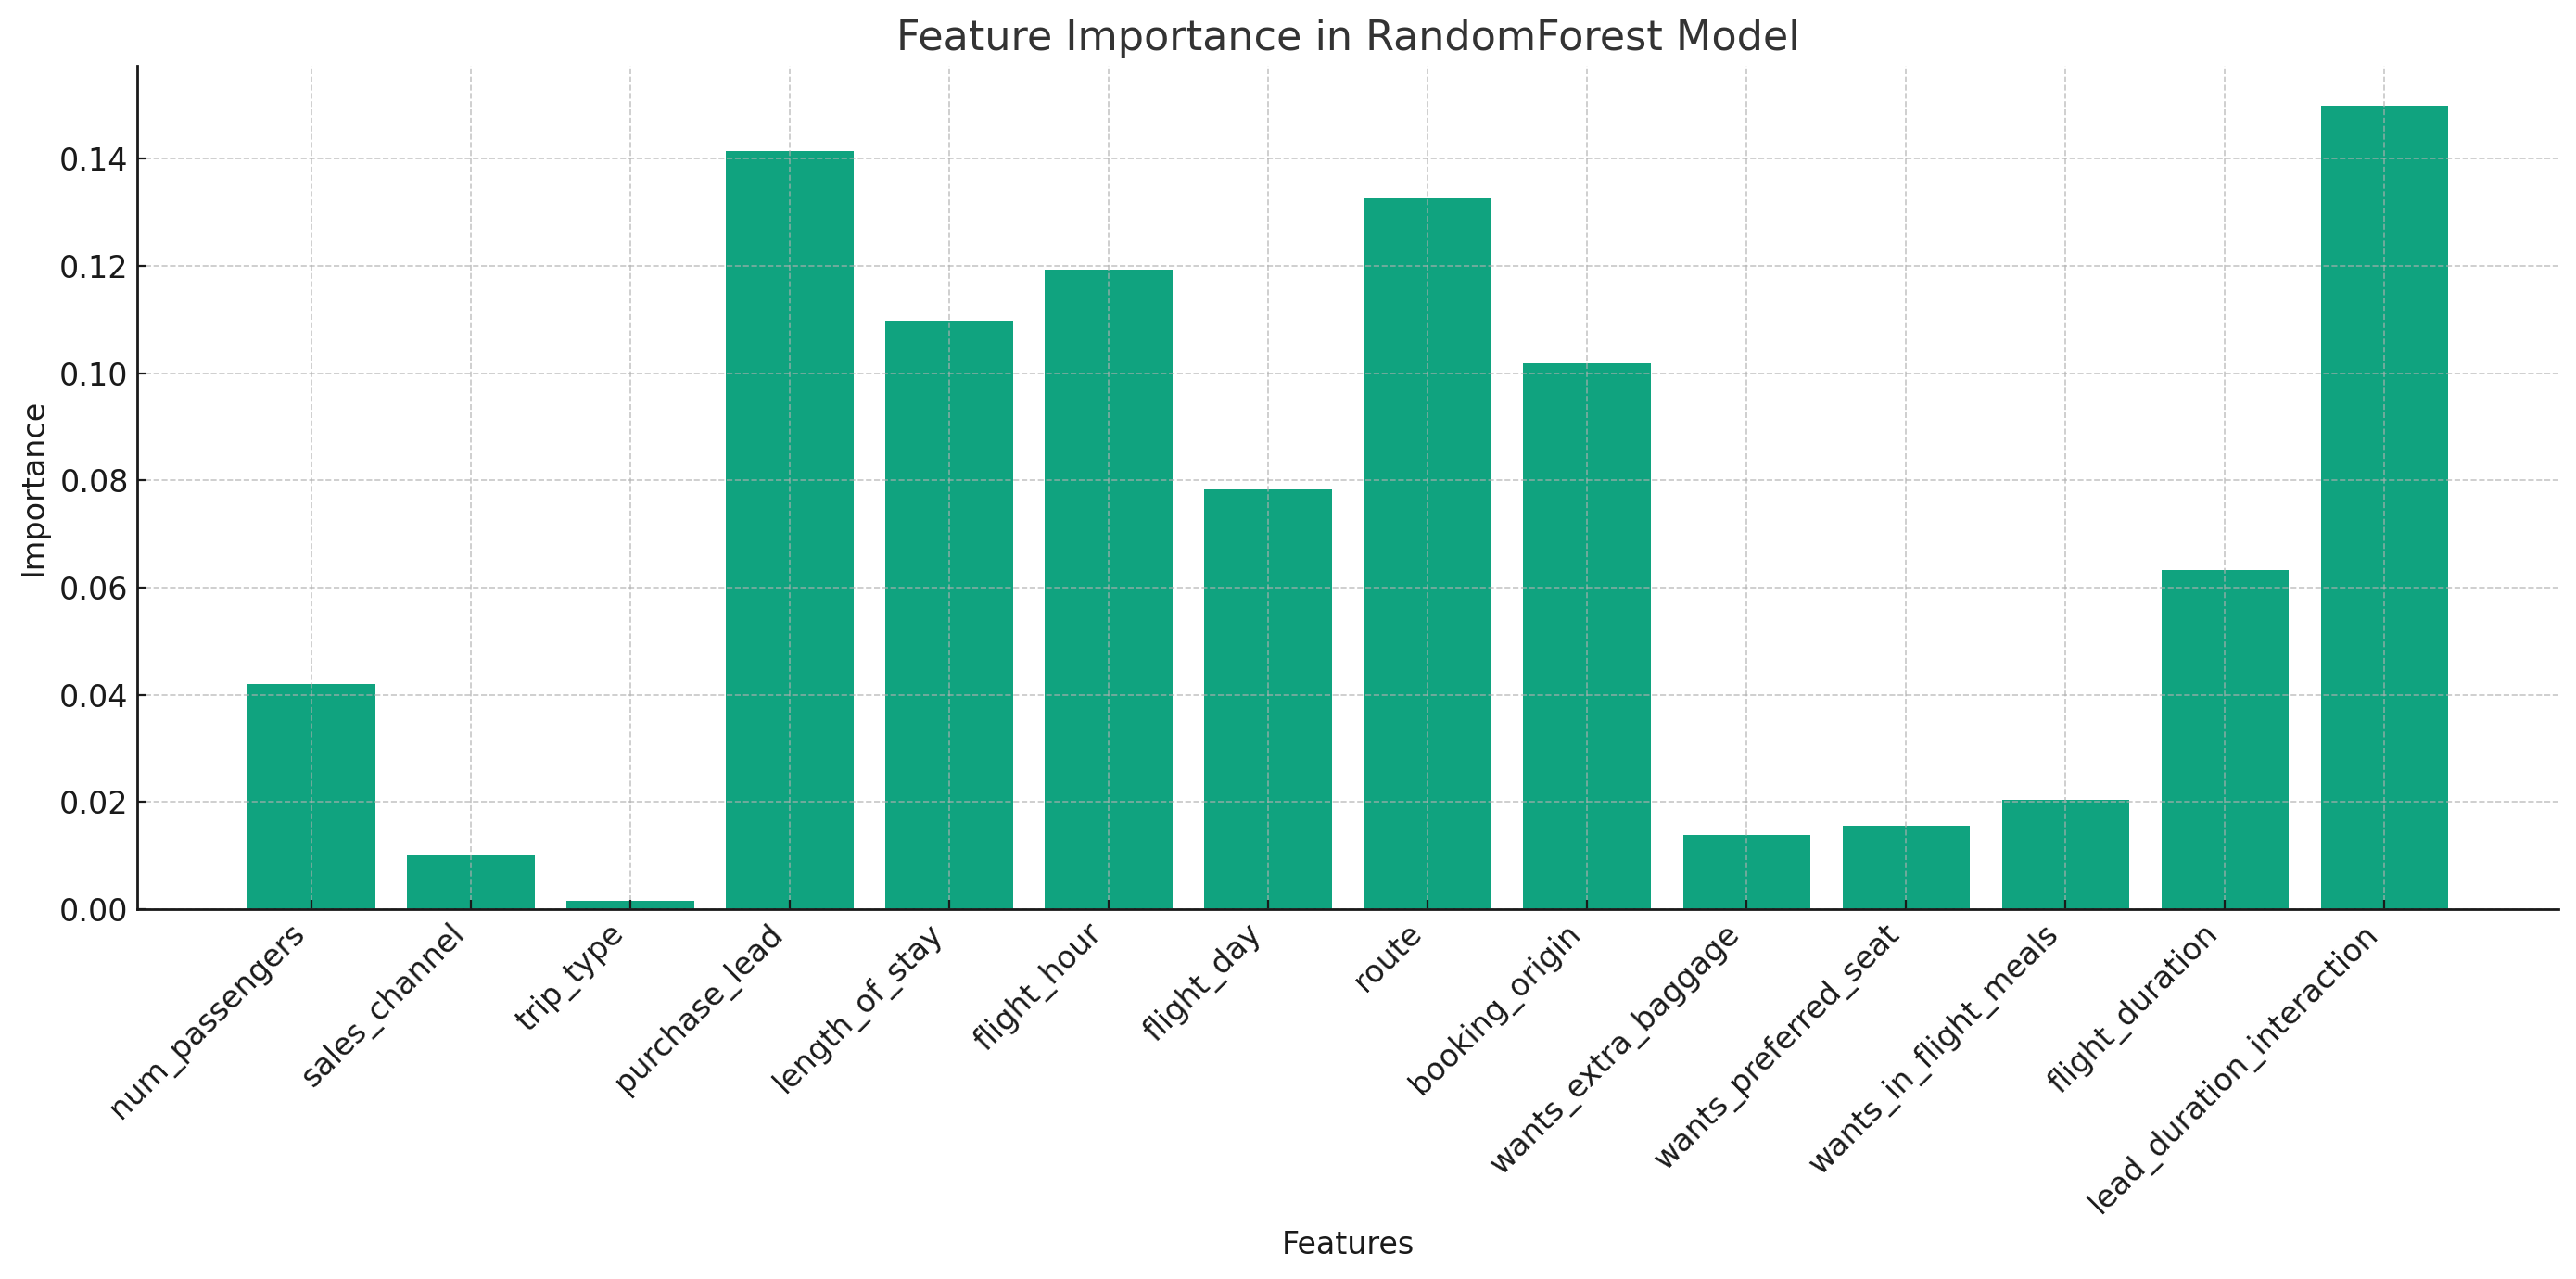 Feature Importance in RandomForest Model
Importance
0.14
0.12
0.10
0.08
0.06
0.04
0.02
0.00
num_passengers
sales_channel
trip_type
purchase_lead
length_of_stay
flight_hour
flight_day
route
booking_origin
wants_extra_baggage
wants_preferred_seat
wants_in_flight_meals
flight_duration
lead_duration_interaction
Features